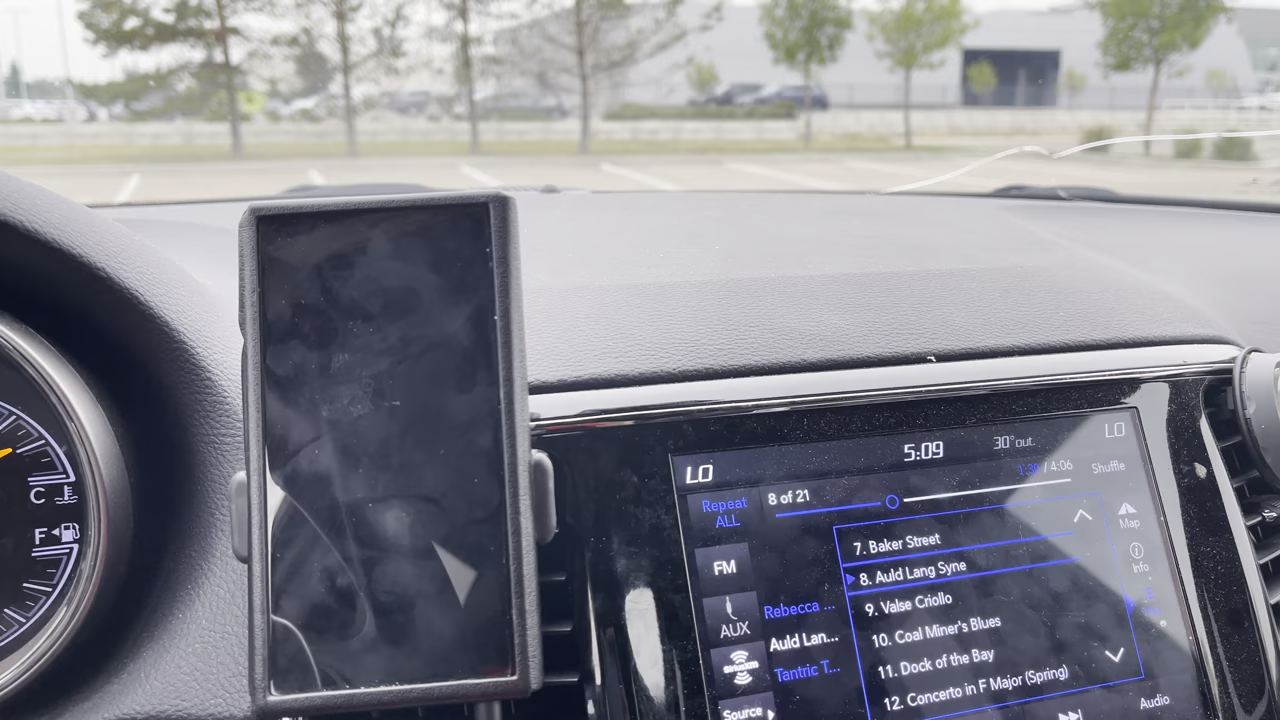 C
F
LO
5:09
30°out.
LO
Repeat
ALL
8 of 21
1:30 / 4:06
Shuffle
FM
AUX
SiriusXM
Source
Rebecca ...
Auld Lan...
Tantric T...
7. Baker Street
8. Auld Lang Syne
9. Valse Criollo
10. Coal Miner's Blues
11. Dock of the Bay
12. Concerto in F Major (Spring)
Map
Info
Audio